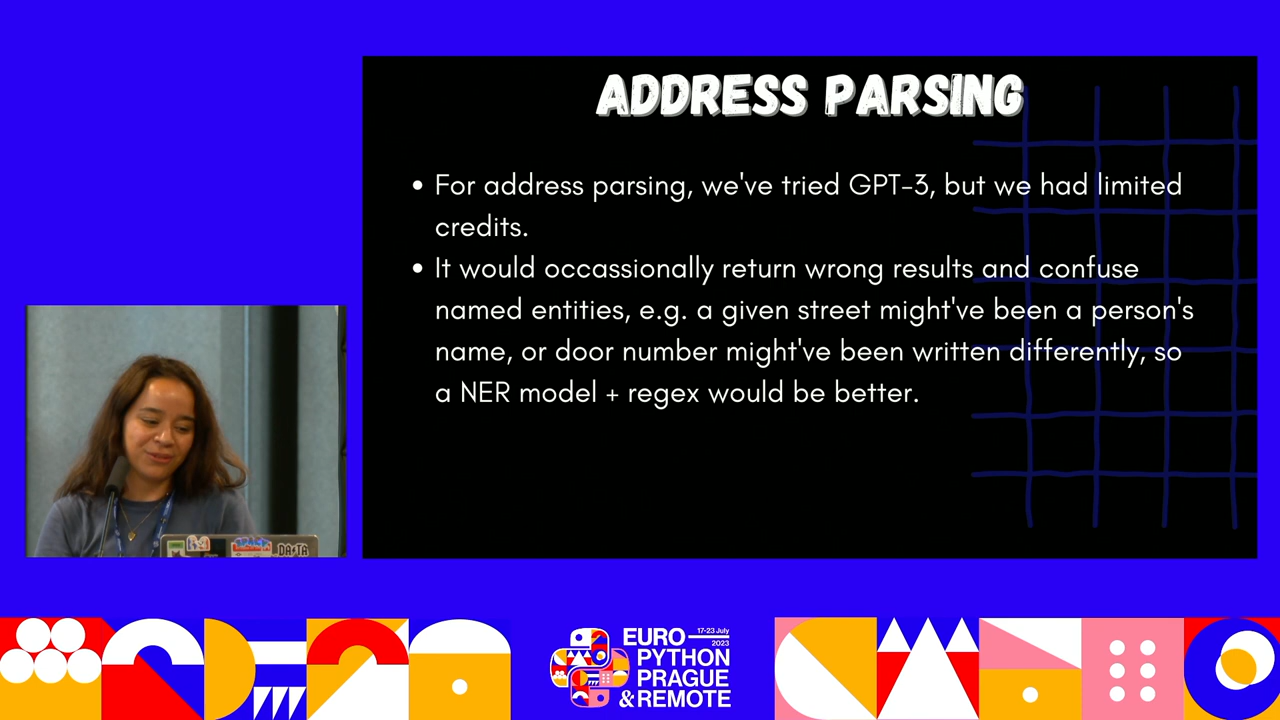 ADDRESS PARSING
• For address parsing, we've tried GPT-3, but we had limited
credits.
• It would occassionally return wrong results and confuse
named entities, e.g. a given street might've been a person's
name, or door number might've been written differently, so
a NER model + regex would be better.
DATA
EURO 17-23 July
2023
PYTHON
PRAGUE
& REMOTE